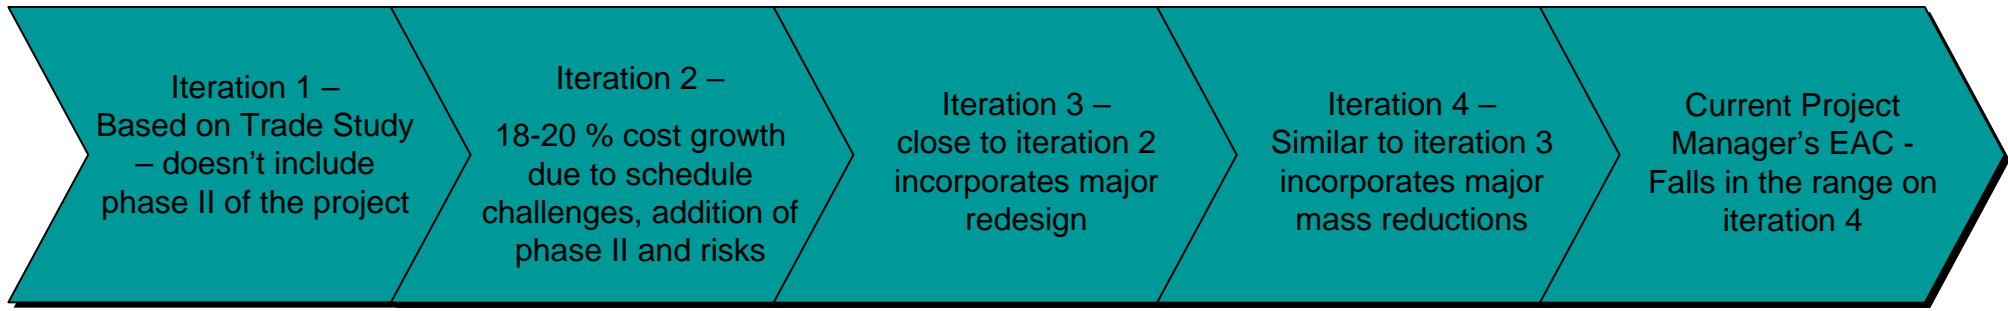 Iteration 1 –
Based on Trade Study
– doesn’t include
phase II of the project
Iteration 2 –
18-20 % cost growth
due to schedule
challenges, addition of
phase II and risks
Iteration 3 –
close to iteration 2
incorporates major
redesign
Iteration 4 –
Similar to iteration 3
incorporates major
mass reductions
Current Project
Manager’s EAC -
Falls in the range on
iteration 4